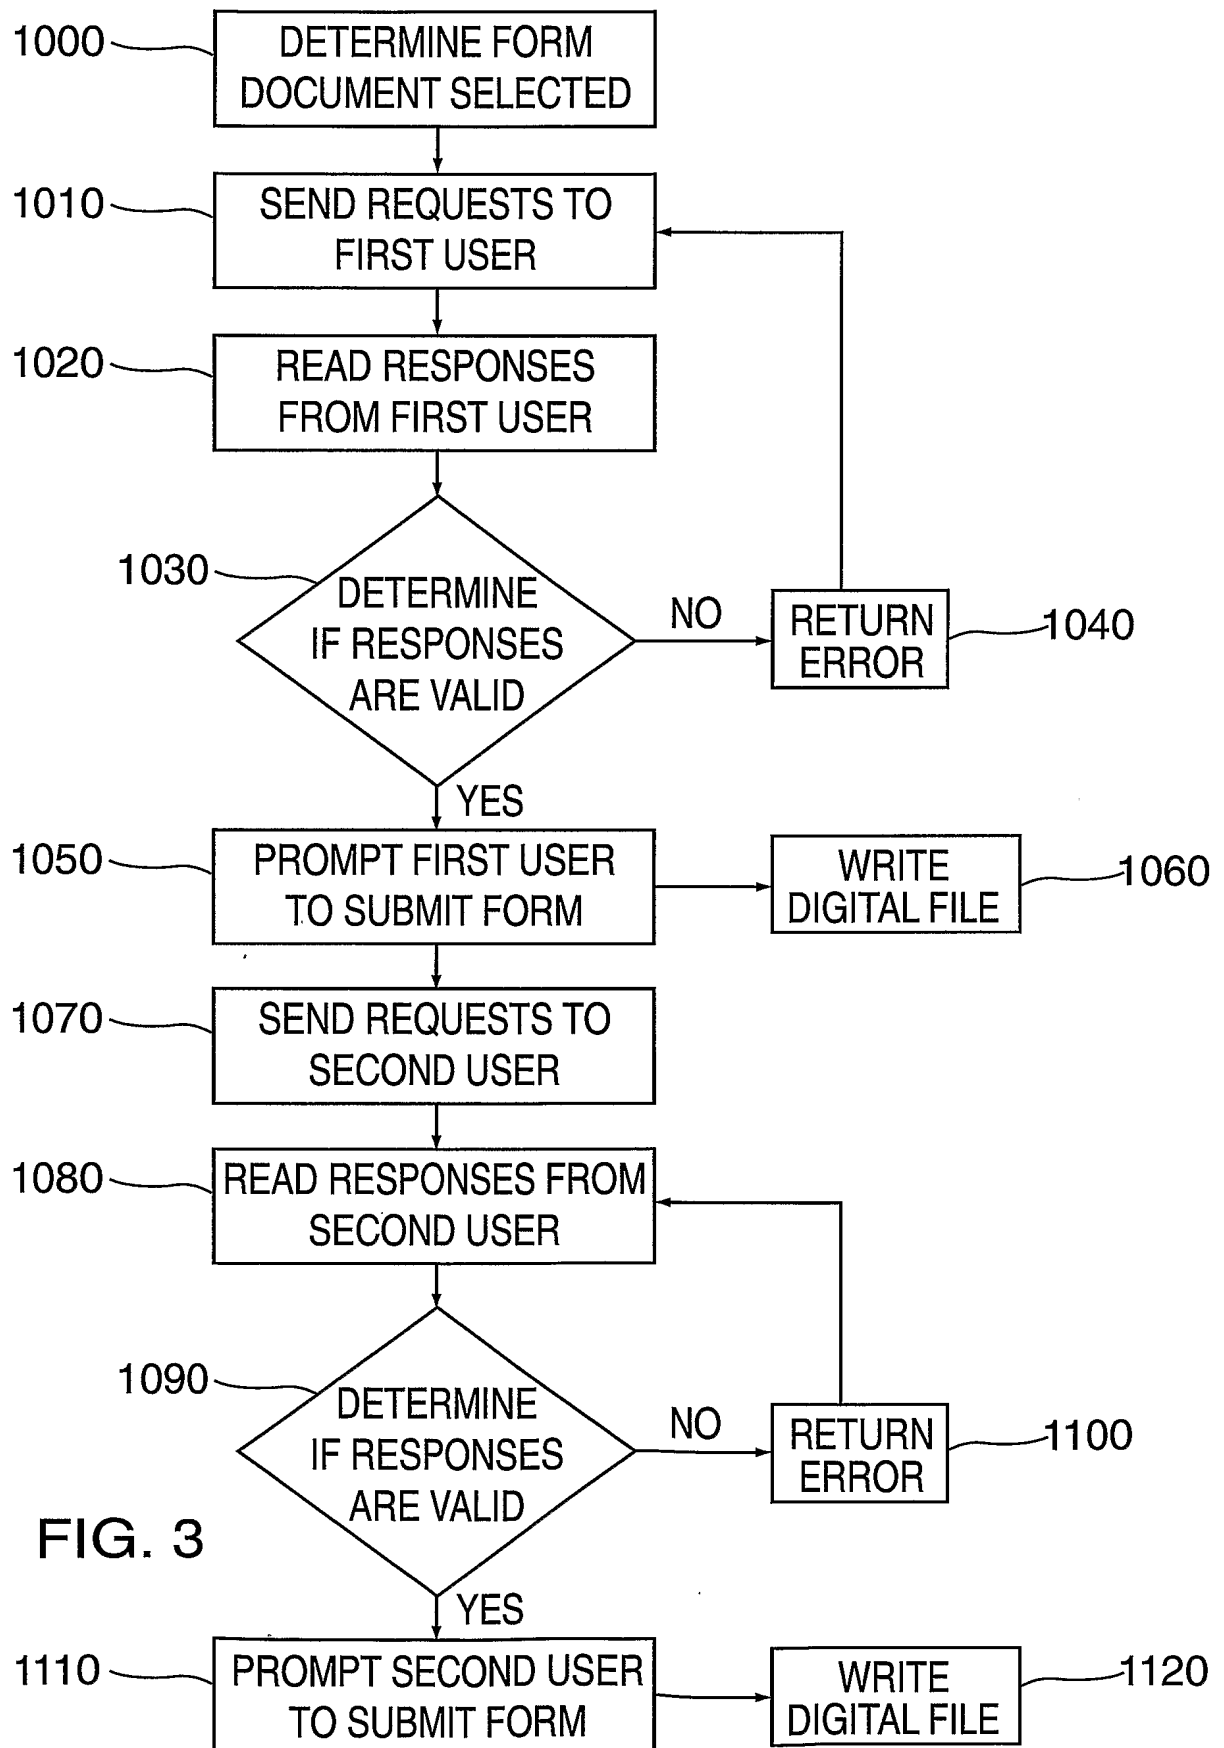 1000
DETERMINE FORM
DOCUMENT SELECTED
1010
SEND REQUESTS TO
FIRST USER
1020
READ RESPONSES
FROM FIRST USER
1030
DETERMINE
IF RESPONSES
ARE VALID
NO
RETURN
ERROR
1040
YES
1050
PROMPT FIRST USER
TO SUBMIT FORM
WRITE
DIGITAL FILE
1060
1070
SEND REQUESTS TO
SECOND USER
1080
READ RESPONSES FROM
SECOND USER
1090
DETERMINE
IF RESPONSES
ARE VALID
NO
RETURN
ERROR
1100
FIG. 3
YES
1110
PROMPT SECOND USER
TO SUBMIT FORM
WRITE
DIGITAL FILE
1120